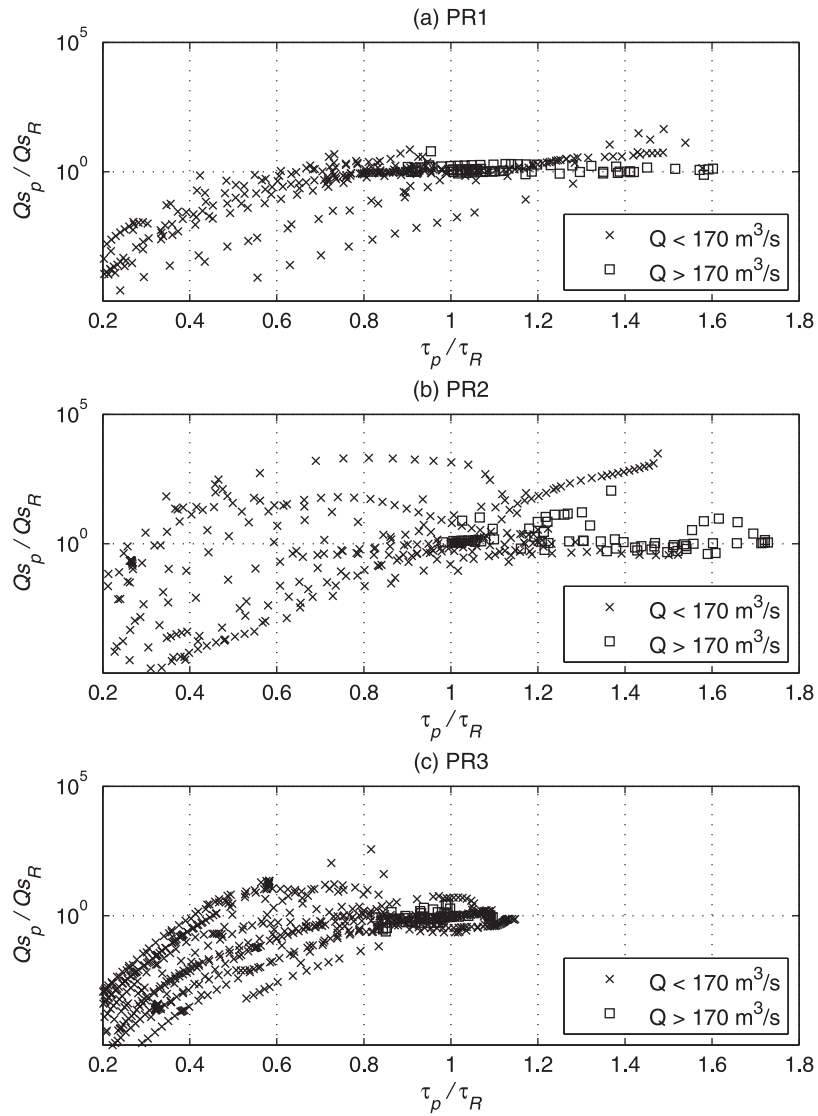 (a) PR1
10^5
10^0
Qs_p / Qs_R
× Q < 170 m^3/s
□ Q > 170 m^3/s
0.2 0.4 0.6 0.8 1 1.2 1.4 1.6 1.8
τ_p / τ_R
(b) PR2
10^5
10^0
Qs_p / Qs_R
× Q < 170 m^3/s
□ Q > 170 m^3/s
0.2 0.4 0.6 0.8 1 1.2 1.4 1.6 1.8
τ_p / τ_R
(c) PR3
10^5
10^0
Qs_p / Qs_R
× Q < 170 m^3/s
□ Q > 170 m^3/s
0.2 0.4 0.6 0.8 1 1.2 1.4 1.6 1.8
τ_p / τ_R